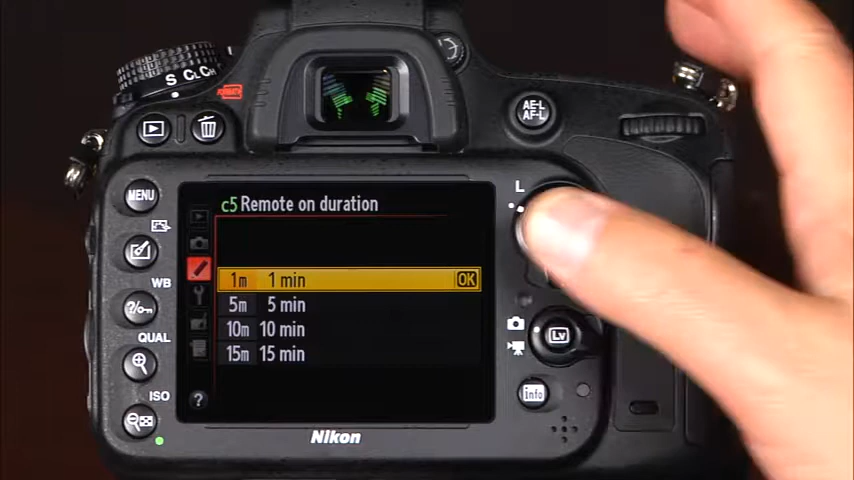 S CL CH
FORMAT
AE-L
AF-L
MENU
L
c5 Remote on duration
WB
1m 1 min OK
5m 5 min
?/
10m 10 min
QUAL
Lv
15m 15 min
ISO
?
info
Nikon